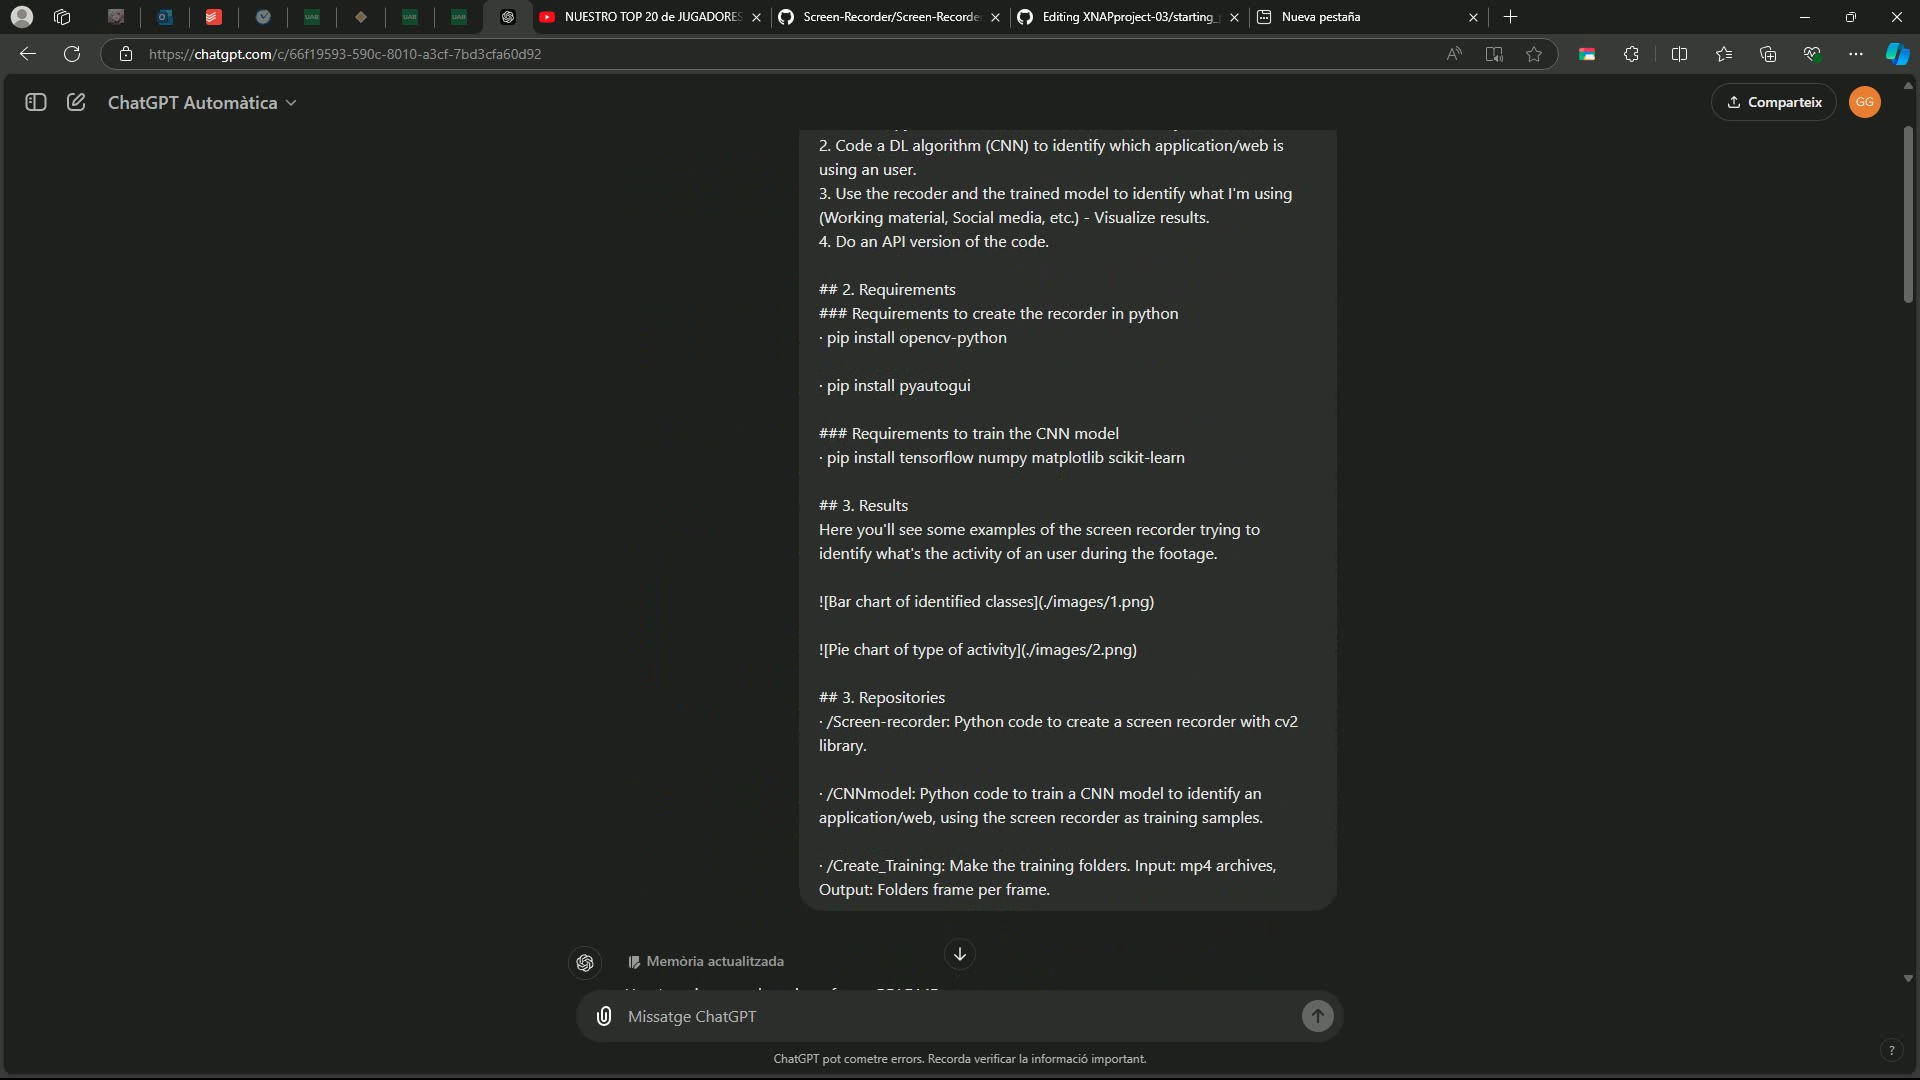 UAB
UAB
UAB
NUESTRO TOP 20 de JUGADORES
Screen-Recorder/Screen-Recorde
Editing XNAPproject-03/starting_
Nueva pestaña
https://chatgpt.com/c/66f19593-590c-8010-a3cf-7bd3cfa60d92
ChatGPT Automàtica
Comparteix
GG
2. Code a DL algorithm (CNN) to identify which application/web is
using an user.
3. Use the recoder and the trained model to identify what I'm using
(Working material, Social media, etc.) - Visualize results.
4. Do an API version of the code.
## 2. Requirements
### Requirements to create the recorder in python
· pip install opencv-python
· pip install pyautogui
### Requirements to train the CNN model
· pip install tensorflow numpy matplotlib scikit-learn
## 3. Results
Here you'll see some examples of the screen recorder trying to
identify what's the activity of an user during the footage.
![Bar chart of identified classes](./images/1.png)
![Pie chart of type of activity](./images/2.png)
## 3. Repositories
· /Screen-recorder: Python code to create a screen recorder with cv2
library.
· /CNNmodel: Python code to train a CNN model to identify an
application/web, using the screen recorder as training samples.
· /Create_Training: Make the training folders. Input: mp4 archives,
Output: Folders frame per frame.
Memòria actualitzada
Missatge ChatGPT
ChatGPT pot cometre errors. Recorda verificar la informació important.
?